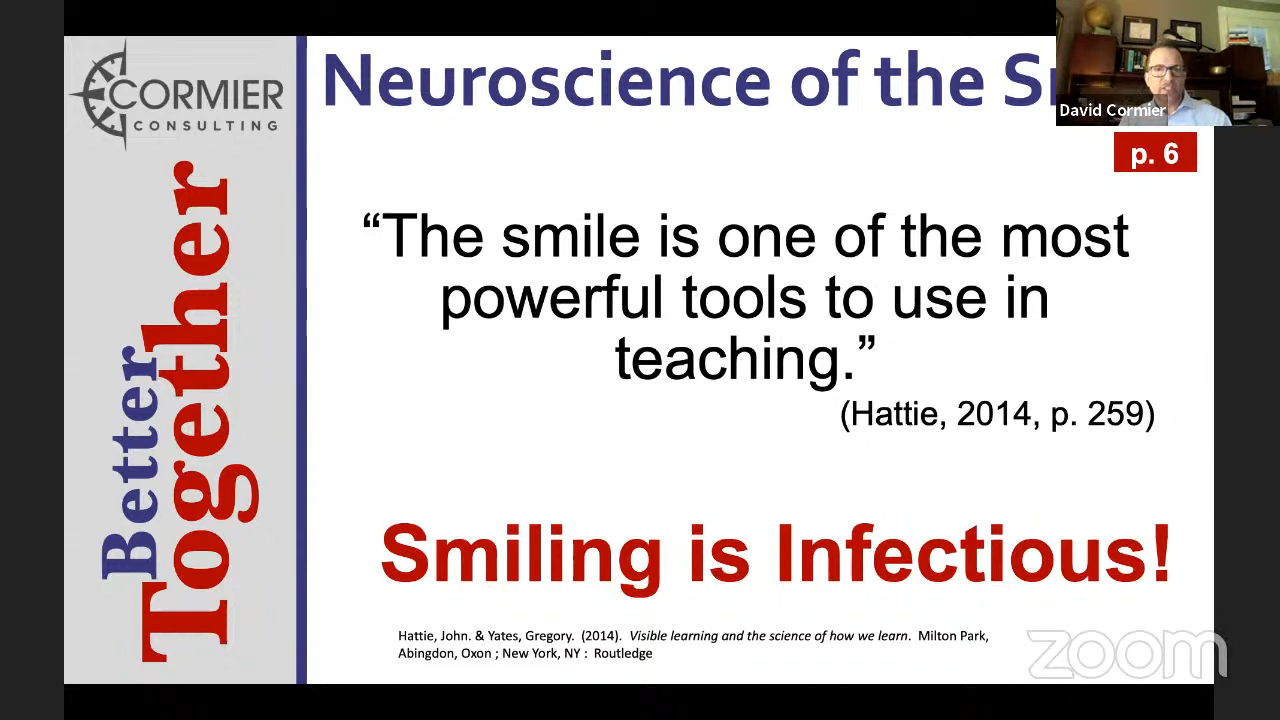 CORMIER
CONSULTING
Better
Together
Neuroscience of the
David Cormier
p. 6
“The smile is one of the most
powerful tools to use in
teaching.”
(Hattie, 2014, p. 259)
Smiling is Infectious!
Hattie, John. & Yates, Gregory. (2014). Visible learning and the science of how we learn. Milton Park,
Abingdon, Oxon ; New York, NY : Routledge
zoom